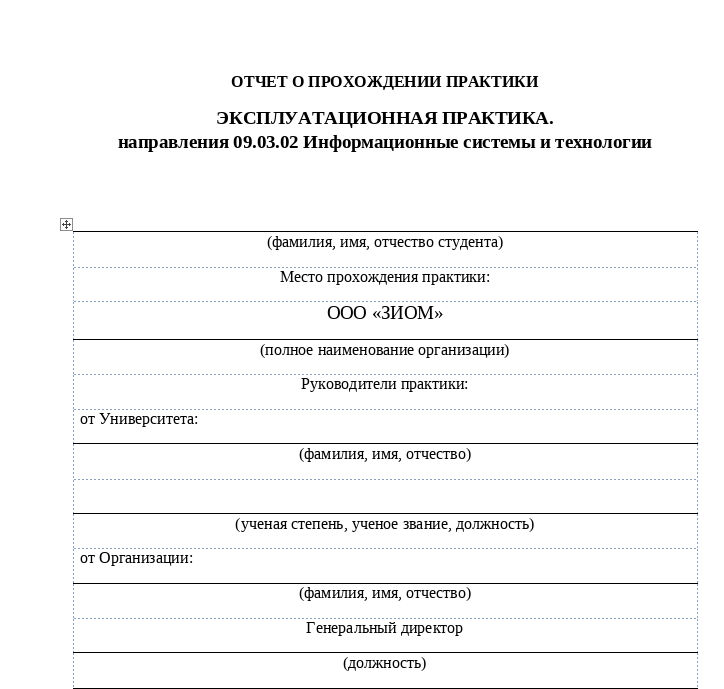 ОТЧЕТ О ПРОХОЖДЕНИИ ПРАКТИКИ
ЭКСПЛУАТАЦИОННАЯ ПРАКТИКА.
направления 09.03.02 Информационные системы и технологии
(фамилия, имя, отчество студента)
Место прохождения практики:
ООО «ЗИОМ»
(полное наименование организации)
Руководители практики:
от Университета:
(фамилия, имя, отчество)
(ученая степень, ученое звание, должность)
от Организации:
(фамилия, имя, отчество)
Генеральный директор
(должность)